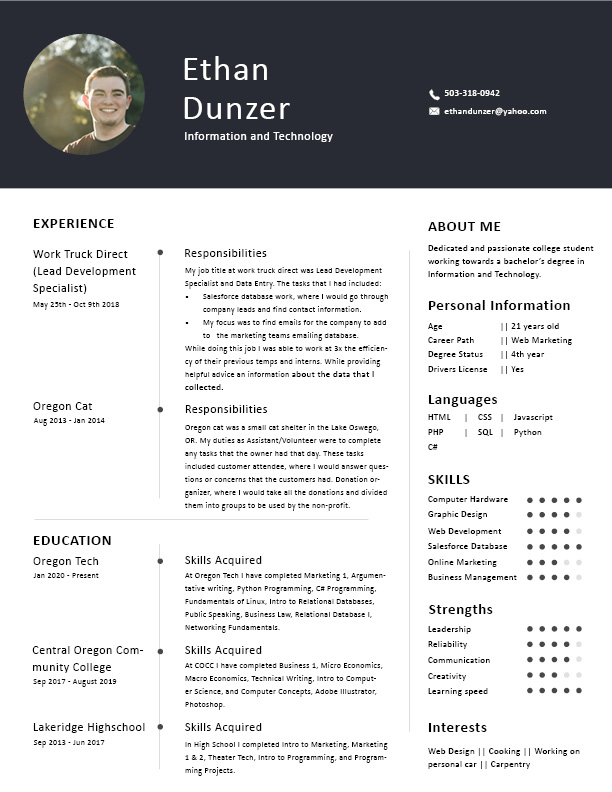 Ethan
Dunzer
Information and Technology
503-318-0942
ethandunzer@yahoo.com
EXPERIENCE
Work Truck Direct
(Lead Development
Specialist)
May 25th - Oct 9th 2018
Responsibilities
My job title at work truck direct was Lead Development
Specialist and Data Entry. The tasks that I had included:
• Salesforce database work, where I would go through
company leads and find contact information.
• My focus was to find emails for the company to add
to the marketing teams emailing database.
While doing this job I was able to work at 3x the efficien-
cy of their previous temps and interns. While providing
helpful advice an information about the data that I
collected.
Oregon Cat
Aug 2013 - Jan 2014
Responsibilities
Oregon cat was a small cat shelter in the Lake Oswego,
OR. My duties as Assistant/Volunteer were to complete
any tasks that the owner had that day. These tasks
included customer attendee, where I would answer ques-
tions or concerns that the customers had. Donation or-
ganizer, where I would take all the donations and divided
them into groups to be used by the non-profit.
EDUCATION
Oregon Tech
Jan 2020 - Present
Skills Acquired
At Oregon Tech I have completed Marketing 1, Argumen-
tative writing, Python Programming, C# Programming,
Fundamentals of Linux, Intro to Relational Databases,
Public Speaking, Business Law, Relational Database I,
Networking Fundamentals.
Central Oregon Com-
munity College
Sep 2017 - August 2019
Skills Acquired
At COCC I have completed Business 1, Micro Economics,
Macro Economics, Technical Writing, Intro to Comput-
er Science, and Computer Concepts, Adobe Illustrator,
Photoshop.
Lakeridge Highschool
Sep 2013 - Jun 2017
Skills Acquired
In High School I completed Intro to Marketing, Marketing
1 & 2, Theater Tech, Intro to Programming, and Program-
ming Projects.
ABOUT ME
Dedicated and passionate college student
working towards a bachelor's degree in
Information and Technology.
Personal Information
Age || 21 years old
Career Path || Web Marketing
Degree Status || 4th year
Drivers License || Yes
Languages
HTML | CSS | Javascript
PHP | SQL | Python
C#
SKILLS
Computer Hardware
Graphic Design
Web Development
Salesforce Database
Online Marketing
Business Management
Strengths
Leadership
Reliability
Communication
Creativity
Learning speed
Interests
Web Design || Cooking || Working on
personal car || Carpentry